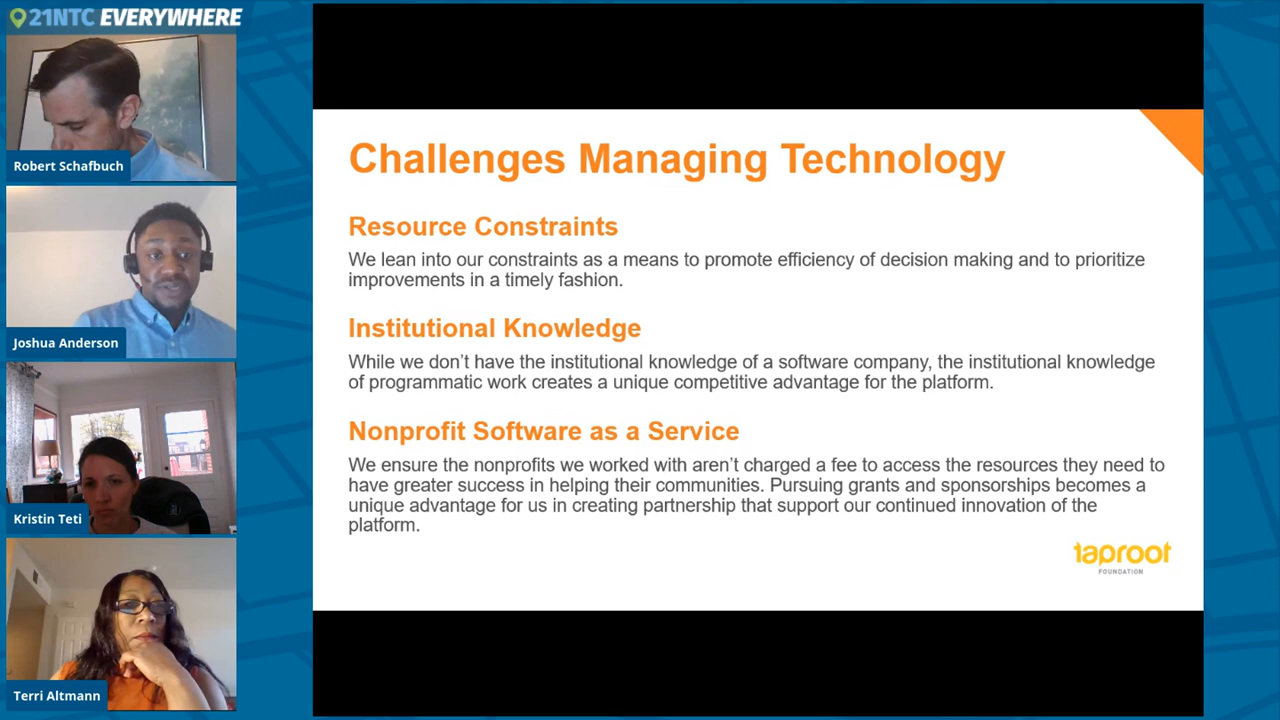 21NTC EVERYWHERE
Robert Schafbuch
Joshua Anderson
Kristin Teti
Terri Altmann
Challenges Managing Technology
Resource Constraints
We lean into our constraints as a means to promote efficiency of decision making and to prioritize
improvements in a timely fashion.
Institutional Knowledge
While we don't have the institutional knowledge of a software company, the institutional knowledge
of programmatic work creates a unique competitive advantage for the platform.
Nonprofit Software as a Service
We ensure the nonprofits we worked with aren't charged a fee to access the resources they need to
have greater success in helping their communities. Pursuing grants and sponsorships becomes a
unique advantage for us in creating partnership that support our continued innovation of the
platform.
taproot
FOUNDATION